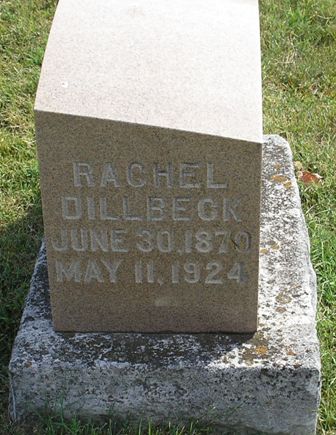 RACHEL
DILLBECK
JUNE 30, 1870
MAY 11, 1924